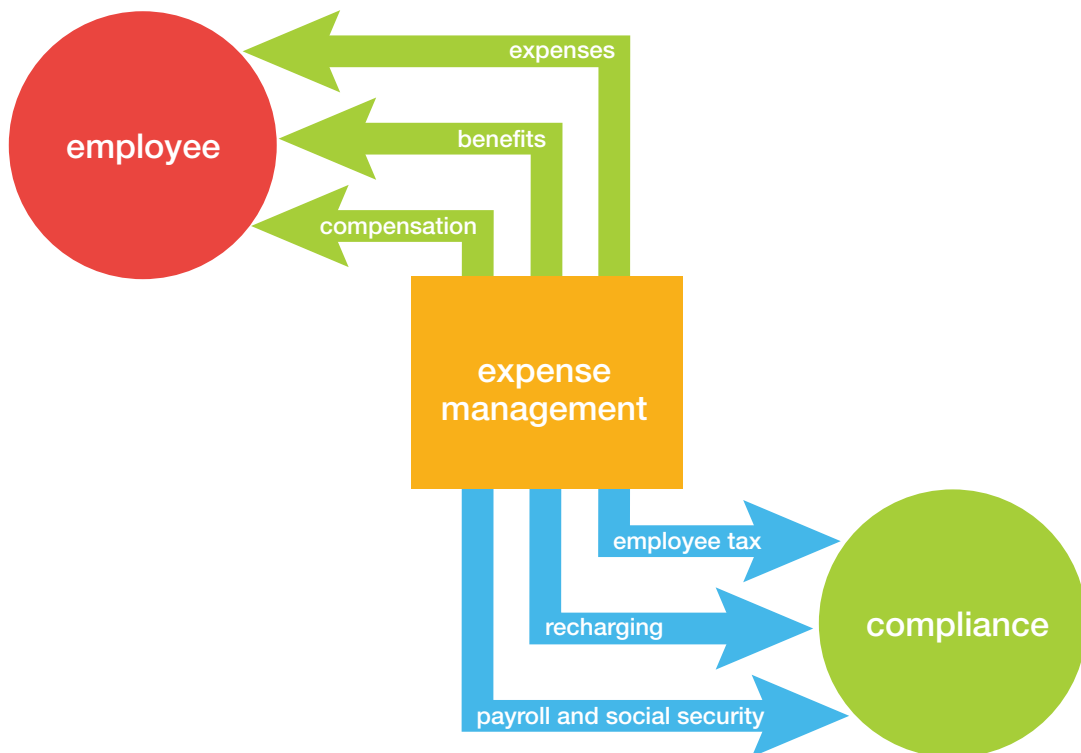 expenses
employee
benefits
compensation
expense
management
employee tax
recharging
compliance
payroll and social security